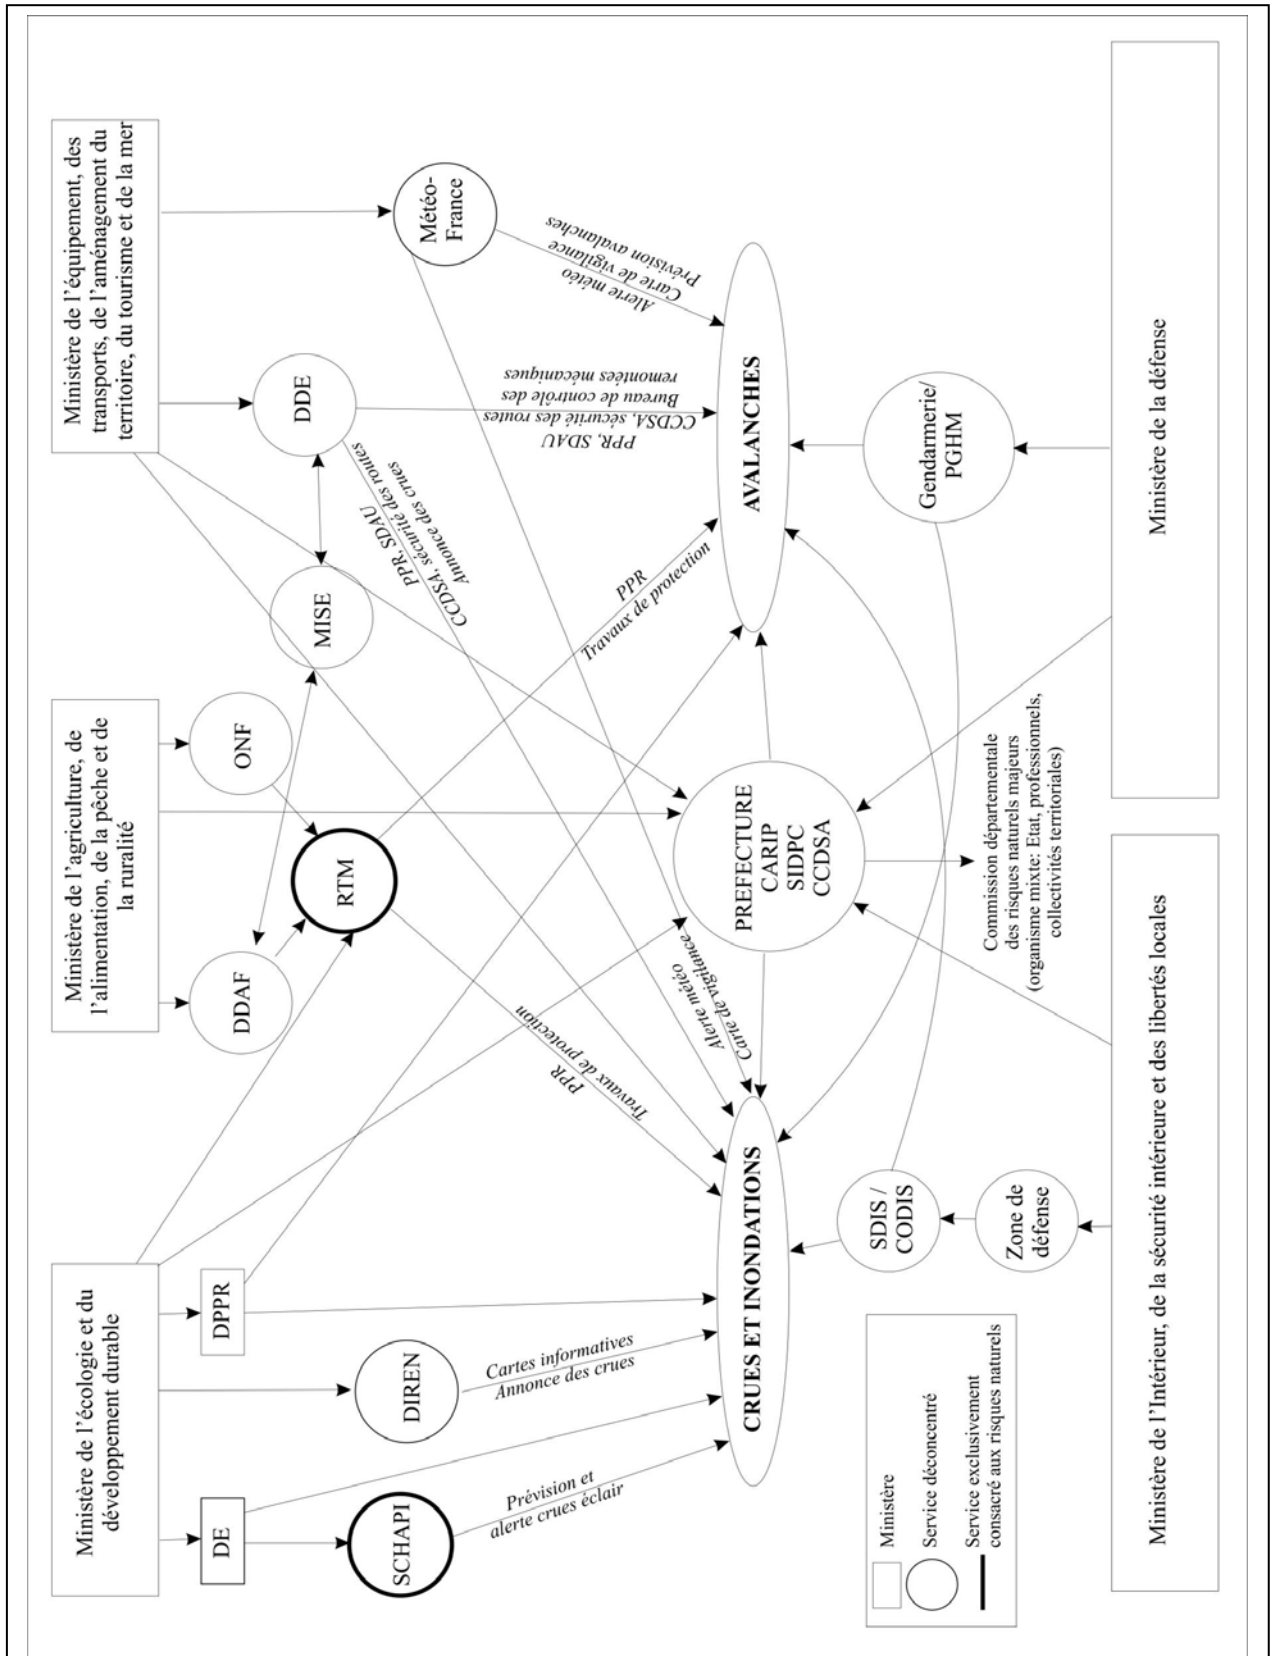 Ministère de l'écologie et du
développement durable
Ministère de l'agriculture, de
l'alimentation, de la pêche et de
la ruralité
Ministère de l'équipement, des
transports, de l'aménagement du
territoire, du tourisme et de la mer
DE
DPPR
DDAF
ONF
MISE
DDE
SCHAPI
DIREN
RTM
Météo-
France
Prévision et
alerte crues éclair
Cartes informatives
Annonce des crues
PPR
Travaux de protection
PPR
Travaux de protection
PPR, SDAU
CCDSA, sécurité des routes
Annonce des crues
PPR, SDAU
CCDSA, sécurité des routes
Bureau de contrôle des
remontées mécaniques
Alerte météo
Carte de vigilance
Prévision avalanches
Alerte météo
Carte de vigilance
CRUES ET INONDATIONS
PREFECTURE
CARIP
SIDPC
CCDSA
AVALANCHES
SDIS /
CODIS
Zone de
défense
Gendarmerie/
PGHM
Commission départementale
des risques naturels majeurs
(organisme mixte: Etat, professionnels,
collectivités territoriales)
Ministère
Service déconcentré
Service exclusivement
consacré aux risques naturels
Ministère de l'Intérieur, de la sécurité intérieure et des libertés locales
Ministère de la défense